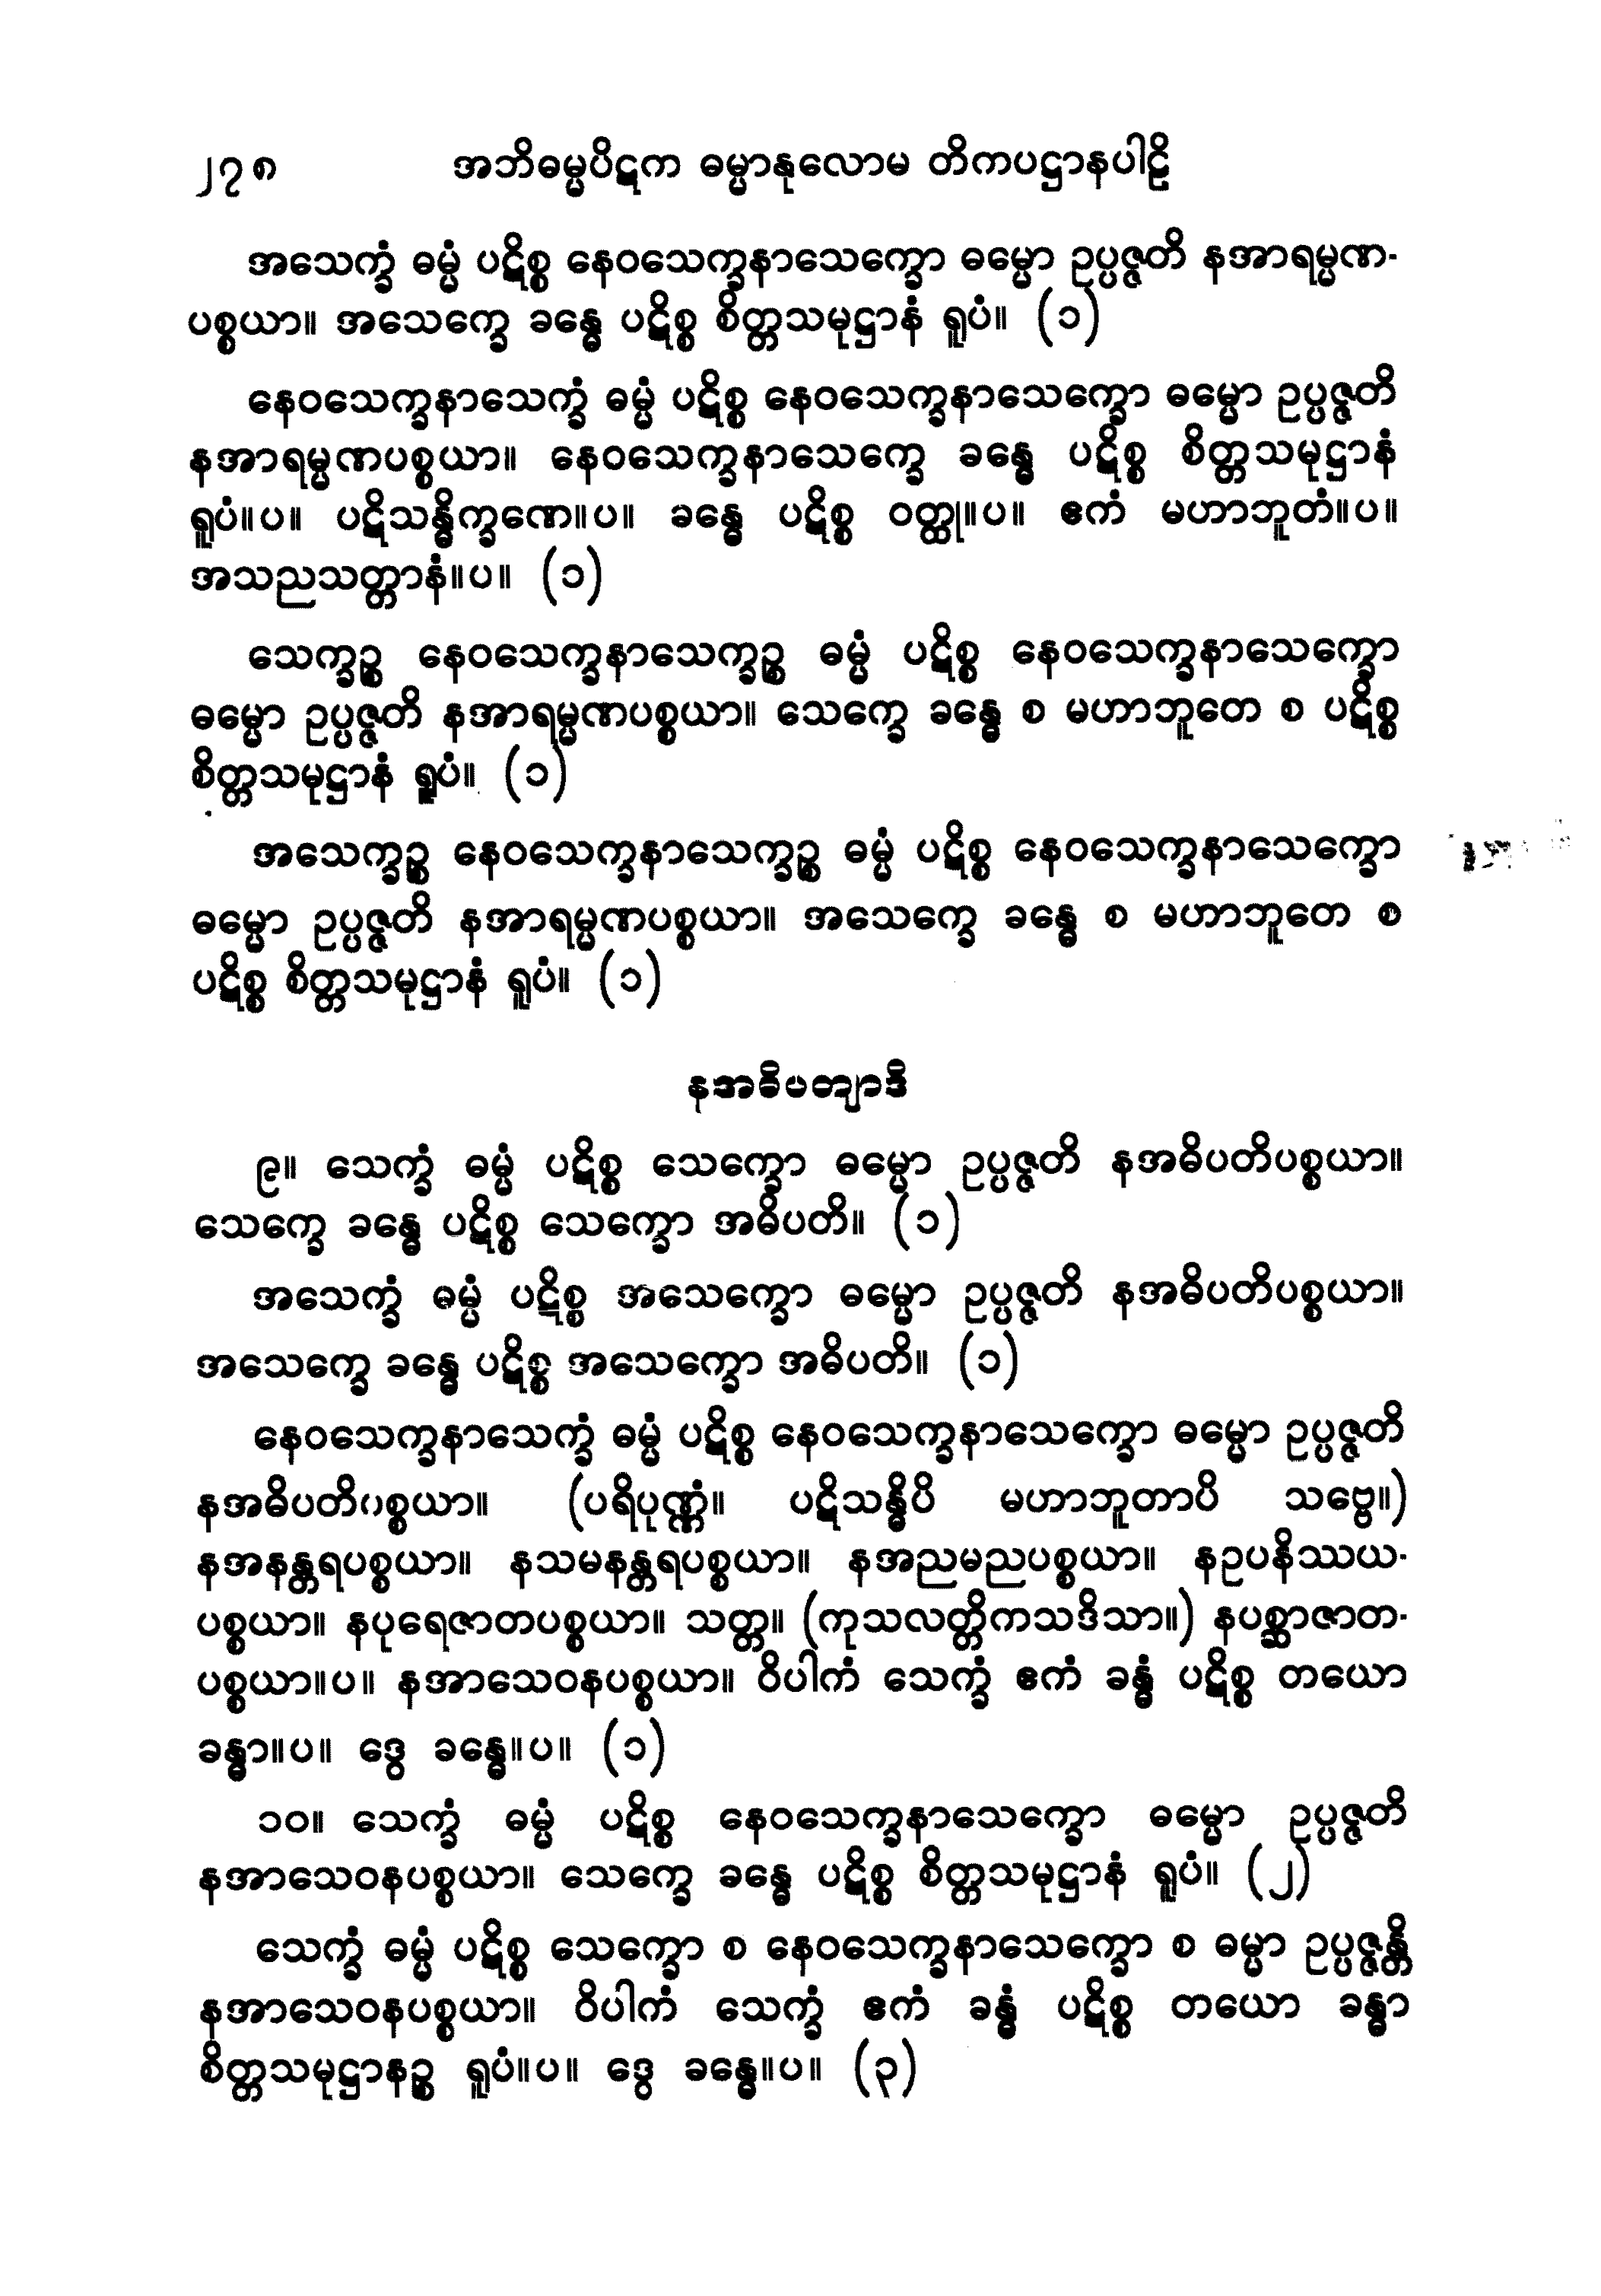 ၂၇၈ အဘိဓမ္မပိဋက ဓမ္မာနုလောမ တိကပဋ္ဌာနပါဠိ
အသေက္ခံ ဓမ္မံ ပဋိစ္စ နေဝသေက္ခနာသေက္ခော ဓမ္မော ဥပ္ပဇ္ဇတိ နအာရမ္မဏ-
ပစ္စယာ။ အသေက္ခေ ခန္ဓေ ပဋိစ္စ စိတ္တသမုဋ္ဌာနံ ရူပံ။ (၁)
နေဝသေက္ခနာသေက္ခံ ဓမ္မံ ပဋိစ္စ နေဝသေက္ခနာသေက္ခော ဓမ္မော ဥပ္ပဇ္ဇတိ
နအာရမ္မဏပစ္စယာ။ နေဝသေက္ခနာသေက္ခေ ခန္ဓေ ပဋိစ္စ စိတ္တသမုဋ္ဌာနံ
ရူပံ။ပ။ ပဋိသန္ဓိက္ခဏေ။ပ။ ခန္ဓေ ပဋိစ္စ ဝတ္ထု။ပ။ ဧကံ မဟာဘူတံ။ပ။
အသညသတ္တာနံ။ပ။ (၁)
သေက္ခဉ္စ နေဝသေက္ခနာသေက္ခဉ္စ ဓမ္မံ ပဋိစ္စ နေဝသေက္ခနာသေက္ခော
ဓမ္မော ဥပ္ပဇ္ဇတိ နအာရမ္မဏပစ္စယာ။ သေက္ခေ ခန္ဓေ စ မဟာဘူတေ စ ပဋိစ္စ
စိတ္တသမုဋ္ဌာနံ ရူပံ။ (၁)
အသေက္ခဉ္စ နေဝသေက္ခနာသေက္ခဉ္စ ဓမ္မံ ပဋိစ္စ နေဝသေက္ခနာသေက္ခော
ဓမ္မော ဥပ္ပဇ္ဇတိ နအာရမ္မဏပစ္စယာ။ အသေက္ခေ ခန္ဓေ စ မဟာဘူတေ စ
ပဋိစ္စ စိတ္တသမုဋ္ဌာနံ ရူပံ။ (၁)
နအဓိပတျာဒိ
၉။ သေက္ခံ ဓမ္မံ ပဋိစ္စ သေက္ခော ဓမ္မော ဥပ္ပဇ္ဇတိ နအဓိပတိပစ္စယာ။
သေက္ခေ ခန္ဓေ ပဋိစ္စ သေက္ခော အဓိပတိ။ (၁)
အသေက္ခံ ဓမ္မံ ပဋိစ္စ အသေက္ခော ဓမ္မော ဥပ္ပဇ္ဇတိ နအဓိပတိပစ္စယာ။
အသေက္ခေ ခန္ဓေ ပဋိစ္စ အသေက္ခော အဓိပတိ။ (၁)
နေဝသေက္ခနာသေက္ခံ ဓမ္မံ ပဋိစ္စ နေဝသေက္ခနာသေက္ခော ဓမ္မော ဥပ္ပဇ္ဇတိ
နအဓိပတိပစ္စယာ။ (ပရိပုဏ္ဏံ။ ပဋိသန္ဓိပိ မဟာဘူတာပိ သဗ္ဗေ။)
နအနန္တရပစ္စယာ။ နသမနန္တရပစ္စယာ။ နအညမညပစ္စယာ။ နဥပနိဿယ-
ပစ္စယာ။ နပုရေဇာတပစ္စယာ။ သတ္တ။ (ကုသလတ္တိကသဒိသာ။) နပစ္ဆာဇာတ-
ပစ္စယာ။ပ။ နအာသေဝနပစ္စယာ။ ဝိပါကံ သေက္ခံ ဧကံ ခန္ဓံ ပဋိစ္စ တယော
ခန္ဓာ။ပ။ ဒွေ ခန္ဓေ။ပ။ (၁)
၁၀။ သေက္ခံ ဓမ္မံ ပဋိစ္စ နေဝသေက္ခနာသေက္ခော ဓမ္မော ဥပ္ပဇ္ဇတိ
နအာသေဝနပစ္စယာ။ သေက္ခေ ခန္ဓေ ပဋိစ္စ စိတ္တသမုဋ္ဌာနံ ရူပံ။ (၂)
သေက္ခံ ဓမ္မံ ပဋိစ္စ သေက္ခော စ နေဝသေက္ခနာသေက္ခော စ ဓမ္မာ ဥပ္ပဇ္ဇန္တိ
နအာသေဝနပစ္စယာ။ ဝိပါကံ သေက္ခံ ဧကံ ခန္ဓံ ပဋိစ္စ တယော ခန္ဓာ
စိတ္တသမုဋ္ဌာနဉ္စ ရူပံ။ပ။ ဒွေ ခန္ဓေ။ပ။ (၃)